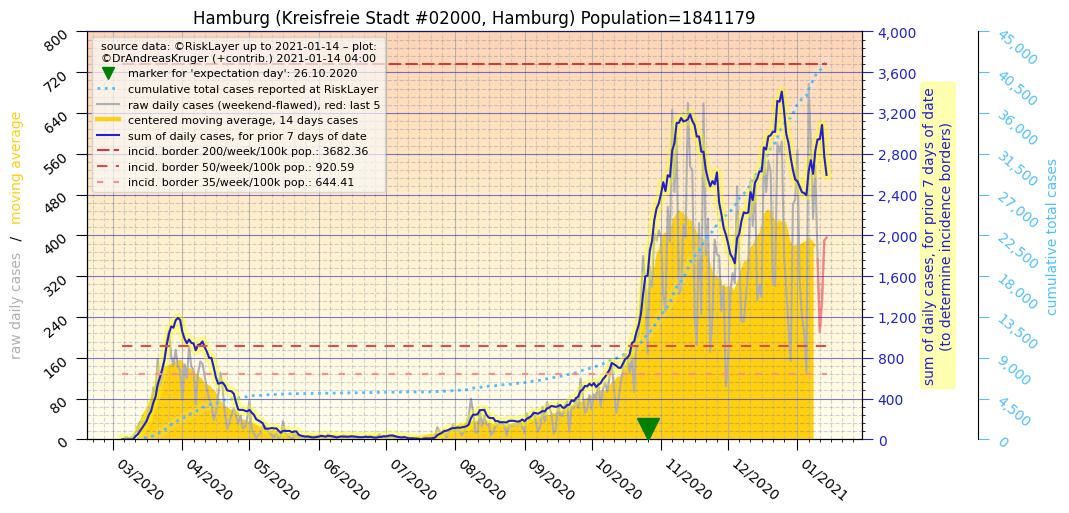 Hamburg (Kreisfreie Stadt #02000, Hamburg) Population=1841179
source data: ©RiskLayer up to 2021-01-14 – plot:
©DrAndreasKruger (+contrib.) 2021-01-14 04:00
marker for 'expectation day': 26.10.2020
cumulative total cases reported at RiskLayer
raw daily cases (weekend-flawed), red: last 5
centered moving average, 14 days cases
sum of daily cases, for prior 7 days of date
incid. border 200/week/100k pop.: 3682.36
incid. border 50/week/100k pop.: 920.59
incid. border 35/week/100k pop.: 644.41
raw daily cases / moving average
800
720
640
560
480
400
320
240
160
80
0
03/2020
04/2020
05/2020
06/2020
07/2020
08/2020
09/2020
10/2020
11/2020
12/2020
01/2021
4,000
3,600
3,200
2,800
2,400
2,000
1,600
1,200
800
400
0
sum of daily cases, for prior 7 days of date
(to determine incidence borders)
45,000
40,500
36,000
31,500
27,000
22,500
18,000
13,500
9,000
4,500
0
cumulative total cases